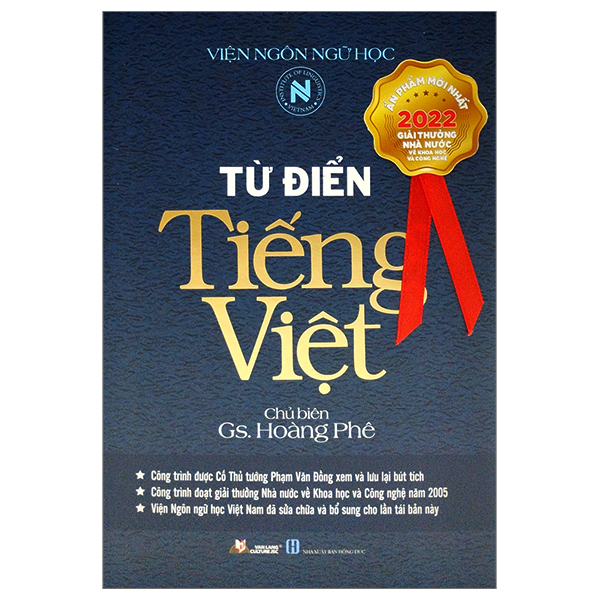 VIỆN NGÔN NGỮ HỌC
INSTITUTE OF LINGUISTICS
VIETNAM
ẤN PHẨM MỚI NHẤT
2022
GIẢI THƯỞNG
NHÀ NƯỚC
VỀ KHOA HỌC
VÀ CÔNG NGHỆ
TỪ ĐIỂN
Tiếng
Việt
Chủ biên
Gs. Hoàng Phê
★ Công trình được Cố Thủ tướng Phạm Văn Đồng xem và lưu lại bút tích
★ Công trình đoạt giải thưởng Nhà nước về Khoa học và Công nghệ năm 2005
★ Viện Ngôn ngữ học Việt Nam đã sửa chữa và bổ sung cho lần tái bản này
VAN LANG
CULTURE.JSC
NHÀ XUẤT BẢN HỒNG ĐỨC